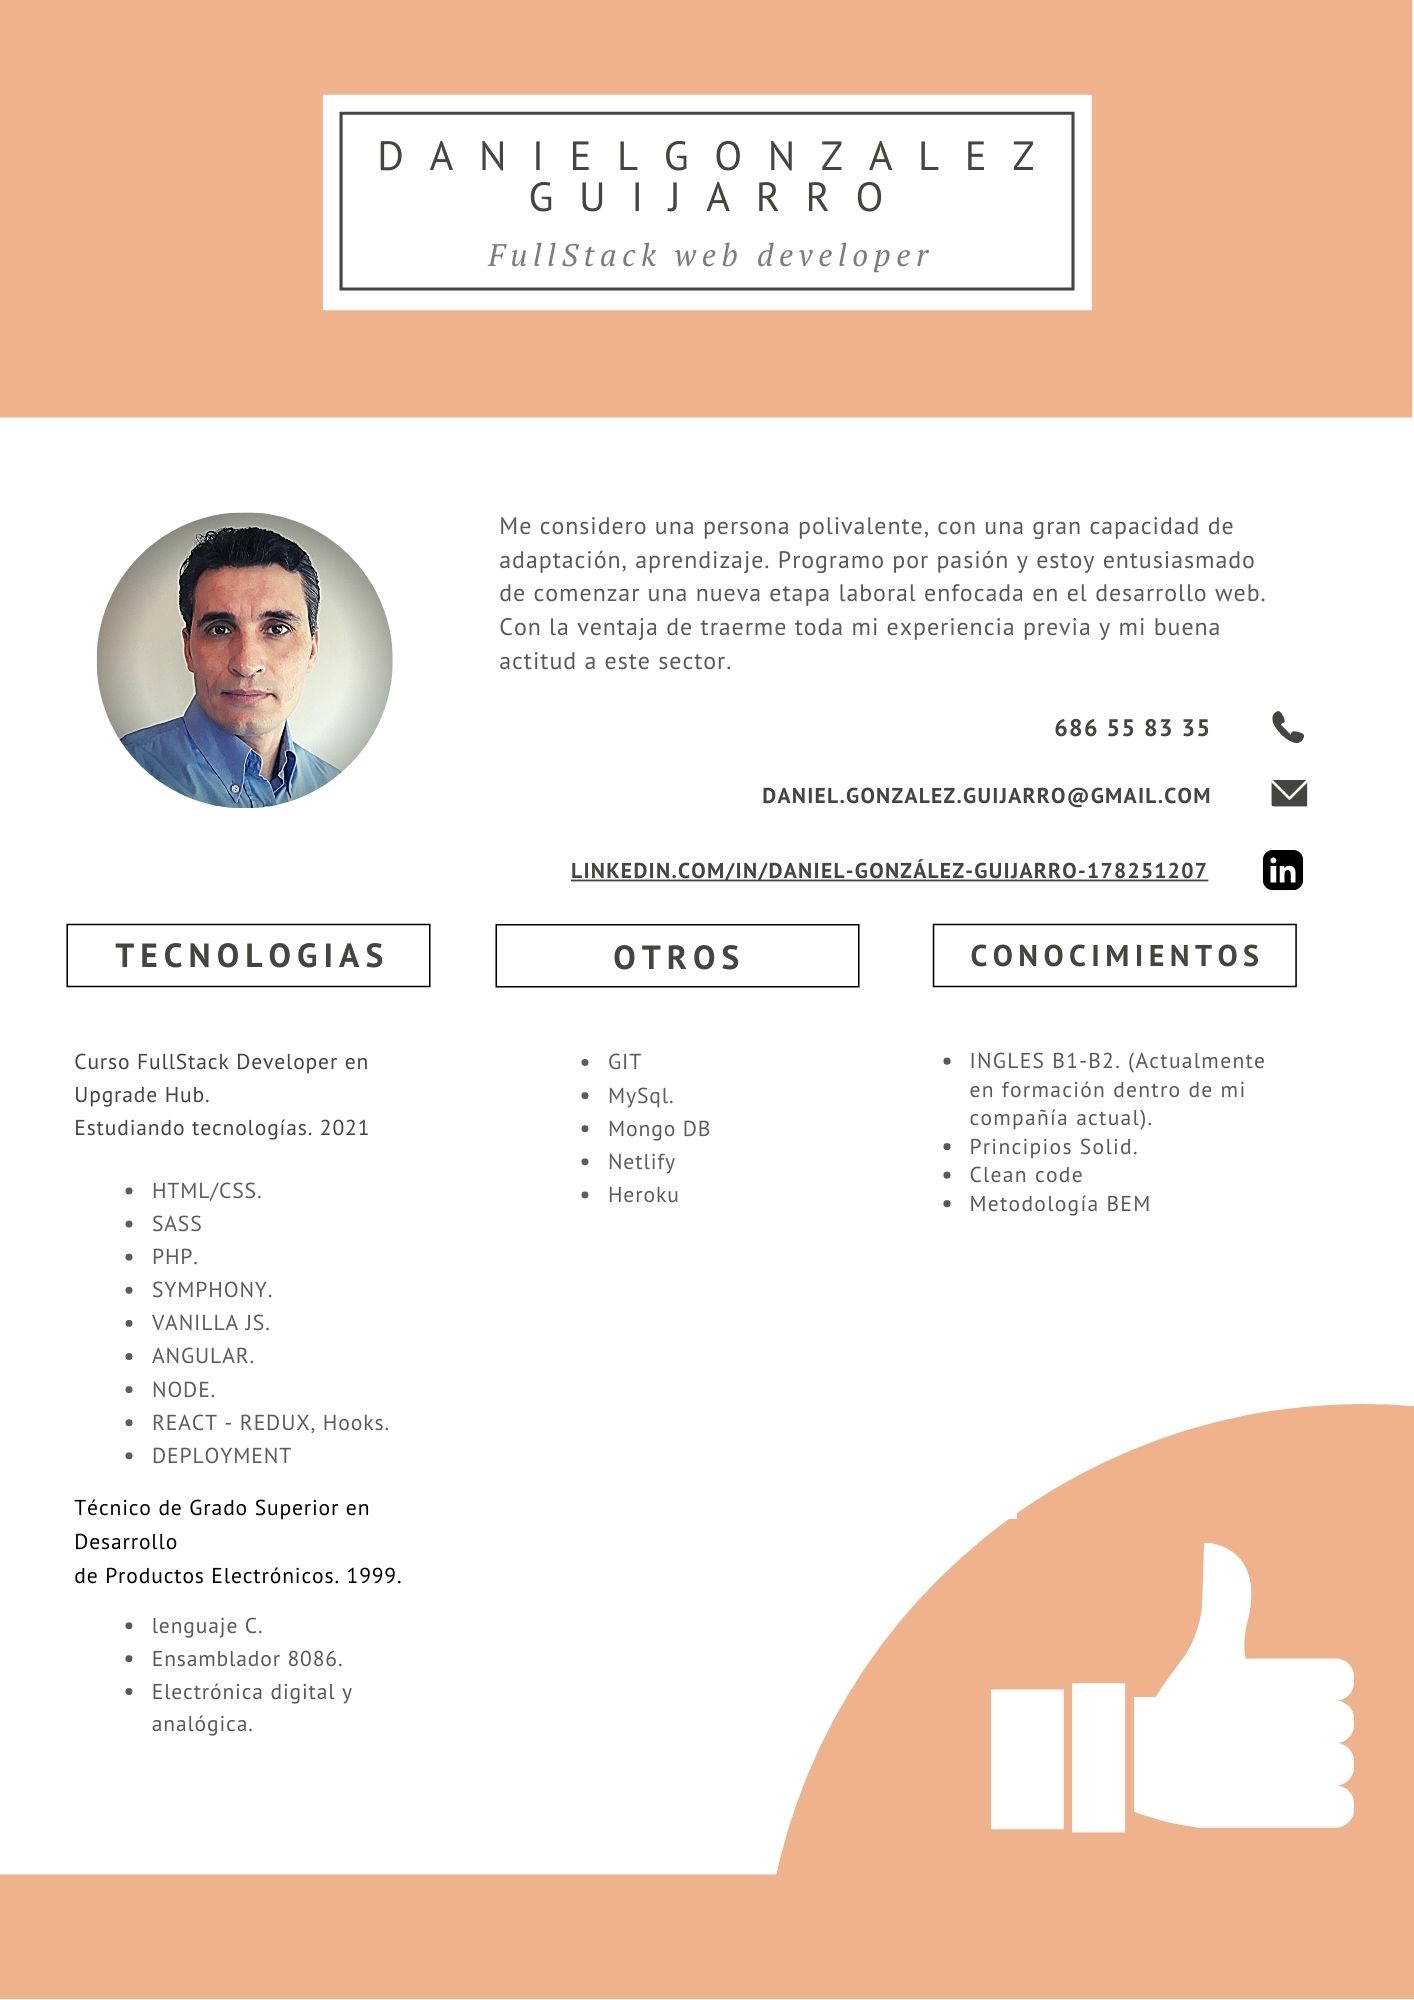 DANIELGONZALEZ
GUIJARRO
FullStack web developer
Me considero una persona polivalente, con una gran capacidad de
adaptación, aprendizaje. Programo por pasión y estoy entusiasmado
de comenzar una nueva etapa laboral enfocada en el desarrollo web.
Con la ventaja de traerme toda mi experiencia previa y mi buena
actitud a este sector.
686 55 83 35
DANIEL.GONZALEZ.GUIJARRO@GMAIL.COM
LINKEDIN.COM/IN/DANIEL-GONZÁLEZ-GUIJARRO-178251207
in
TECNOLOGIAS
Curso FullStack Developer en
Upgrade Hub.
Estudiando tecnologías. 2021
• HTML/CSS.
• SASS
• PHP.
• SYMPHONY.
• VANILLA JS.
• ANGULAR.
• NODE.
• REACT - REDUX, Hooks.
• DEPLOYMENT
Técnico de Grado Superior en
Desarrollo
de Productos Electrónicos. 1999.
• lenguaje C.
• Ensamblador 8086.
• Electrónica digital y
analógica.
OTROS
• GIT
• MySql.
• Mongo DB
• Netlify
• Heroku
CONOCIMIENTOS
• INGLES B1-B2. (Actualmente
en formación dentro de mi
compañía actual).
• Principios Solid.
• Clean code
• Metodología BEM